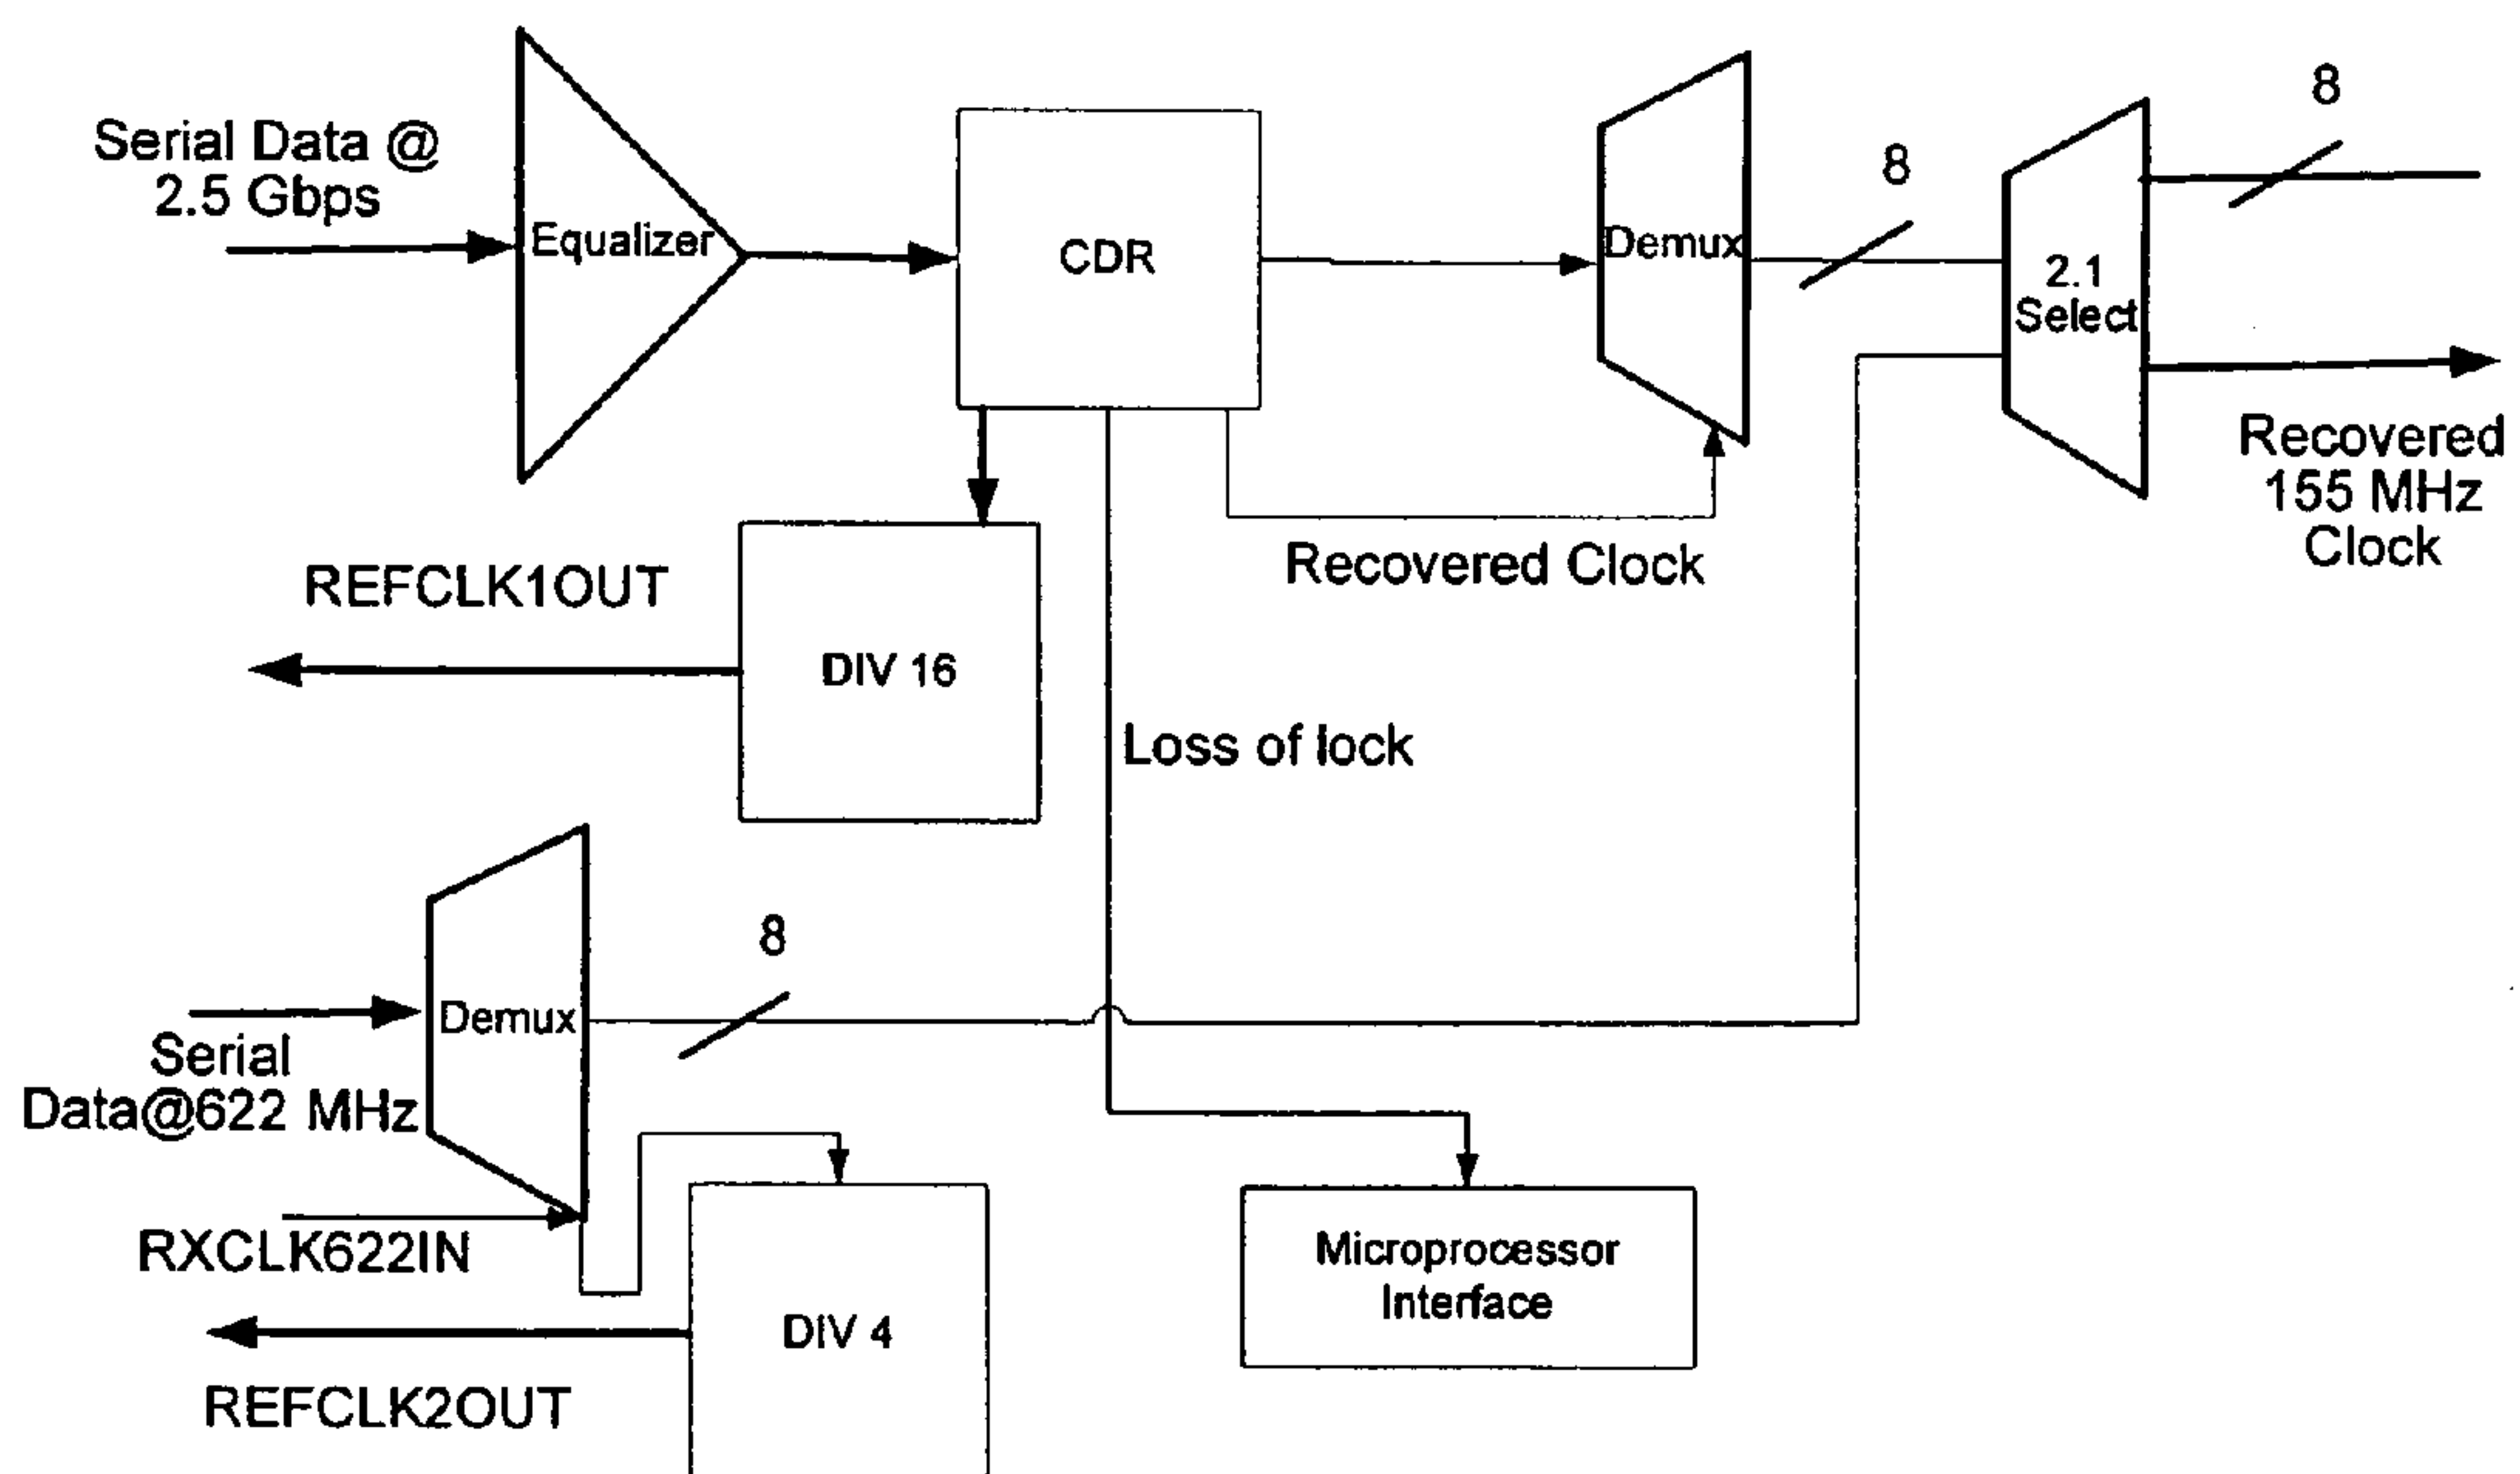 8
Serial Data @
2.5 Gbps
8
Equalizer
CDR
Demux
2.1
Select
Recovered
155 MHz
Clock
Recovered Clock
REFCLK1OUT
DIV 16
Loss of lock
8
Demux
Serial
Data@622 MHz
RXCLK622IN
Microprocessor
Interface
DIV 4
REFCLK2OUT